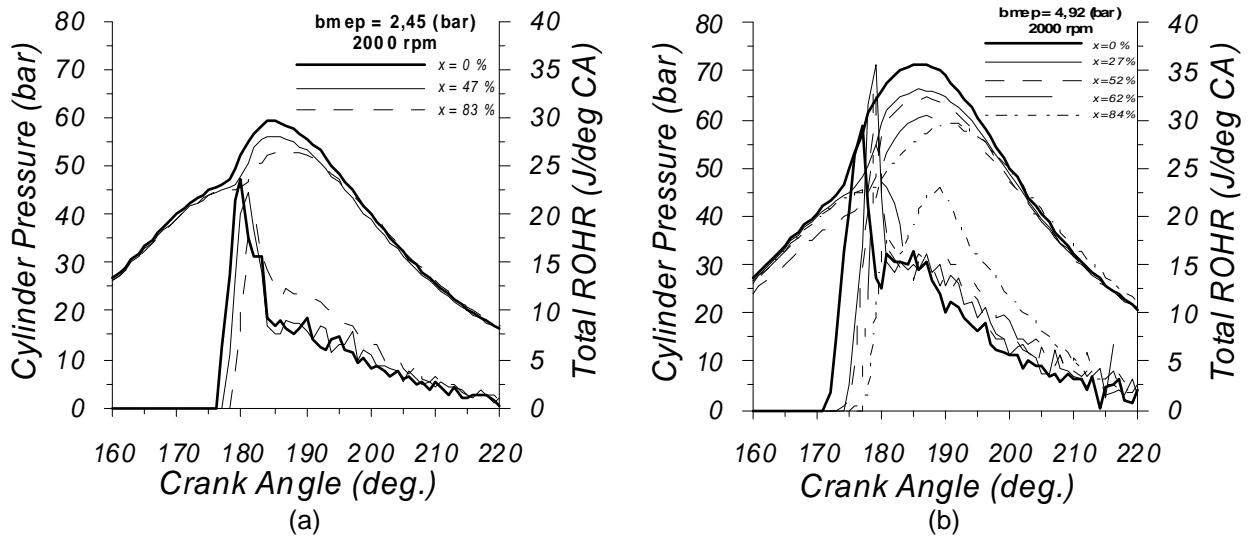 bmep = 2,45 (bar)
2000 rpm
x = 0 %
x = 47 %
x = 83 %
Cylinder Pressure (bar)
80
70
60
50
40
30
20
10
0
40
35
30
25
20
15
10
5
0
Total ROHR (J/deg CA)
160 170 180 190 200 210 220
Crank Angle (deg.)
(a)
bmep= 4,92 (bar)
2000 rpm
x=0 %
x=27%
x=52%
x=62%
x=84%
Cylinder Pressure (bar)
80
70
60
50
40
30
20
10
0
40
35
30
25
20
15
10
5
0
Total ROHR (J/deg CA)
160 170 180 190 200 210 220
Crank Angle (deg.)
(b)